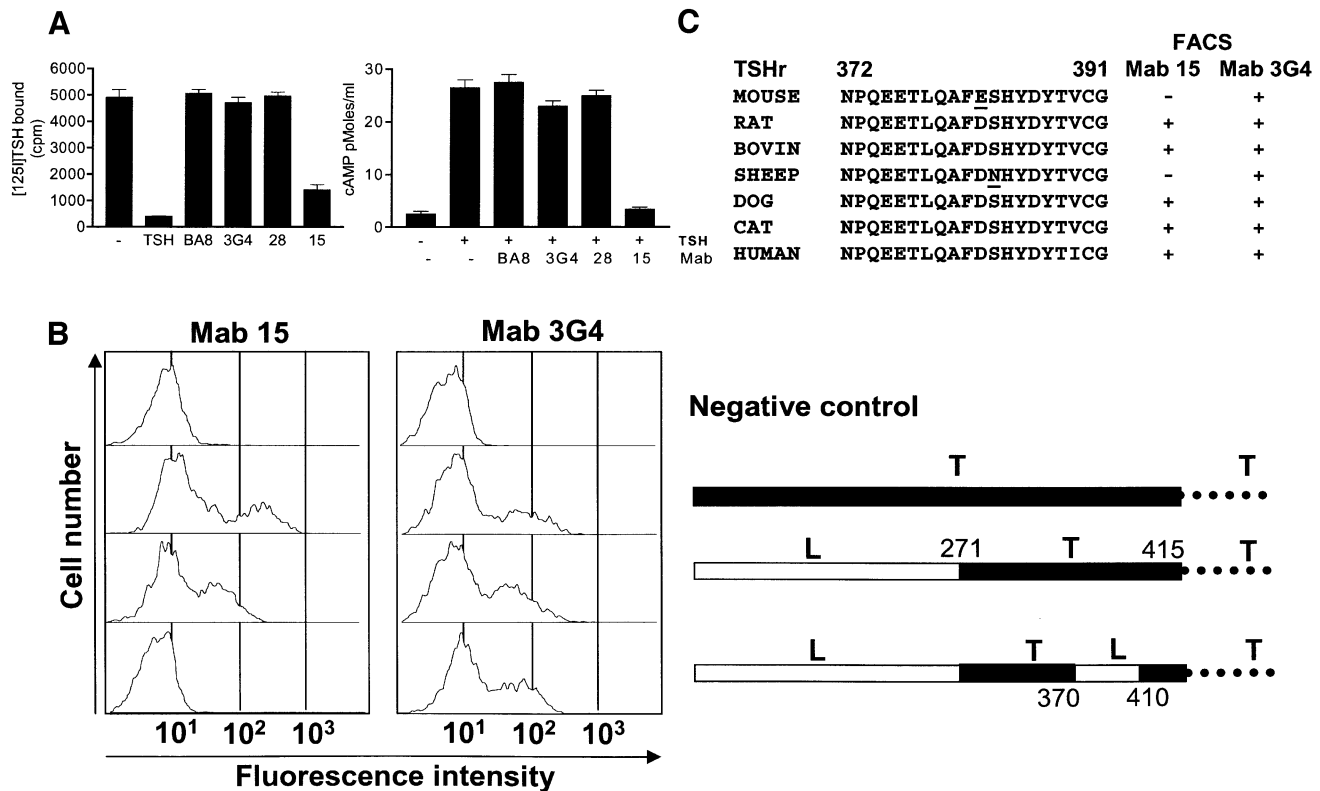 A
6000
5000
4000
3000
2000
1000
0
[125I]TSH bound
(cpm)
- TSH BA8 3G4 28 15
30
20
10
0
cAMP pMoles/ml
- + + + + + TSH
- - BA8 3G4 28 15 Mab
C
FACS
TSHr 372 391 Mab 15 Mab 3G4
MOUSE NPQEETLQAFESHYDYTVCG - +
RAT NPQEETLQAFDSHYDYTVCG + +
BOVIN NPQEETLQAFDSHYDYTVCG + +
SHEEP NPQEETLQAFDNHYDYTVCG - +
DOG NPQEETLQAFDSHYDYTVCG + +
CAT NPQEETLQAFDSHYDYTVCG + +
HUMAN NPQEETLQAFDSHYDYTICG + +
B
Mab 15 Mab 3G4
Cell number
10¹ 10² 10³ 10¹ 10² 10³
Fluorescence intensity
Negative control
T T
L 271 T 415 T
L T L T
370 410